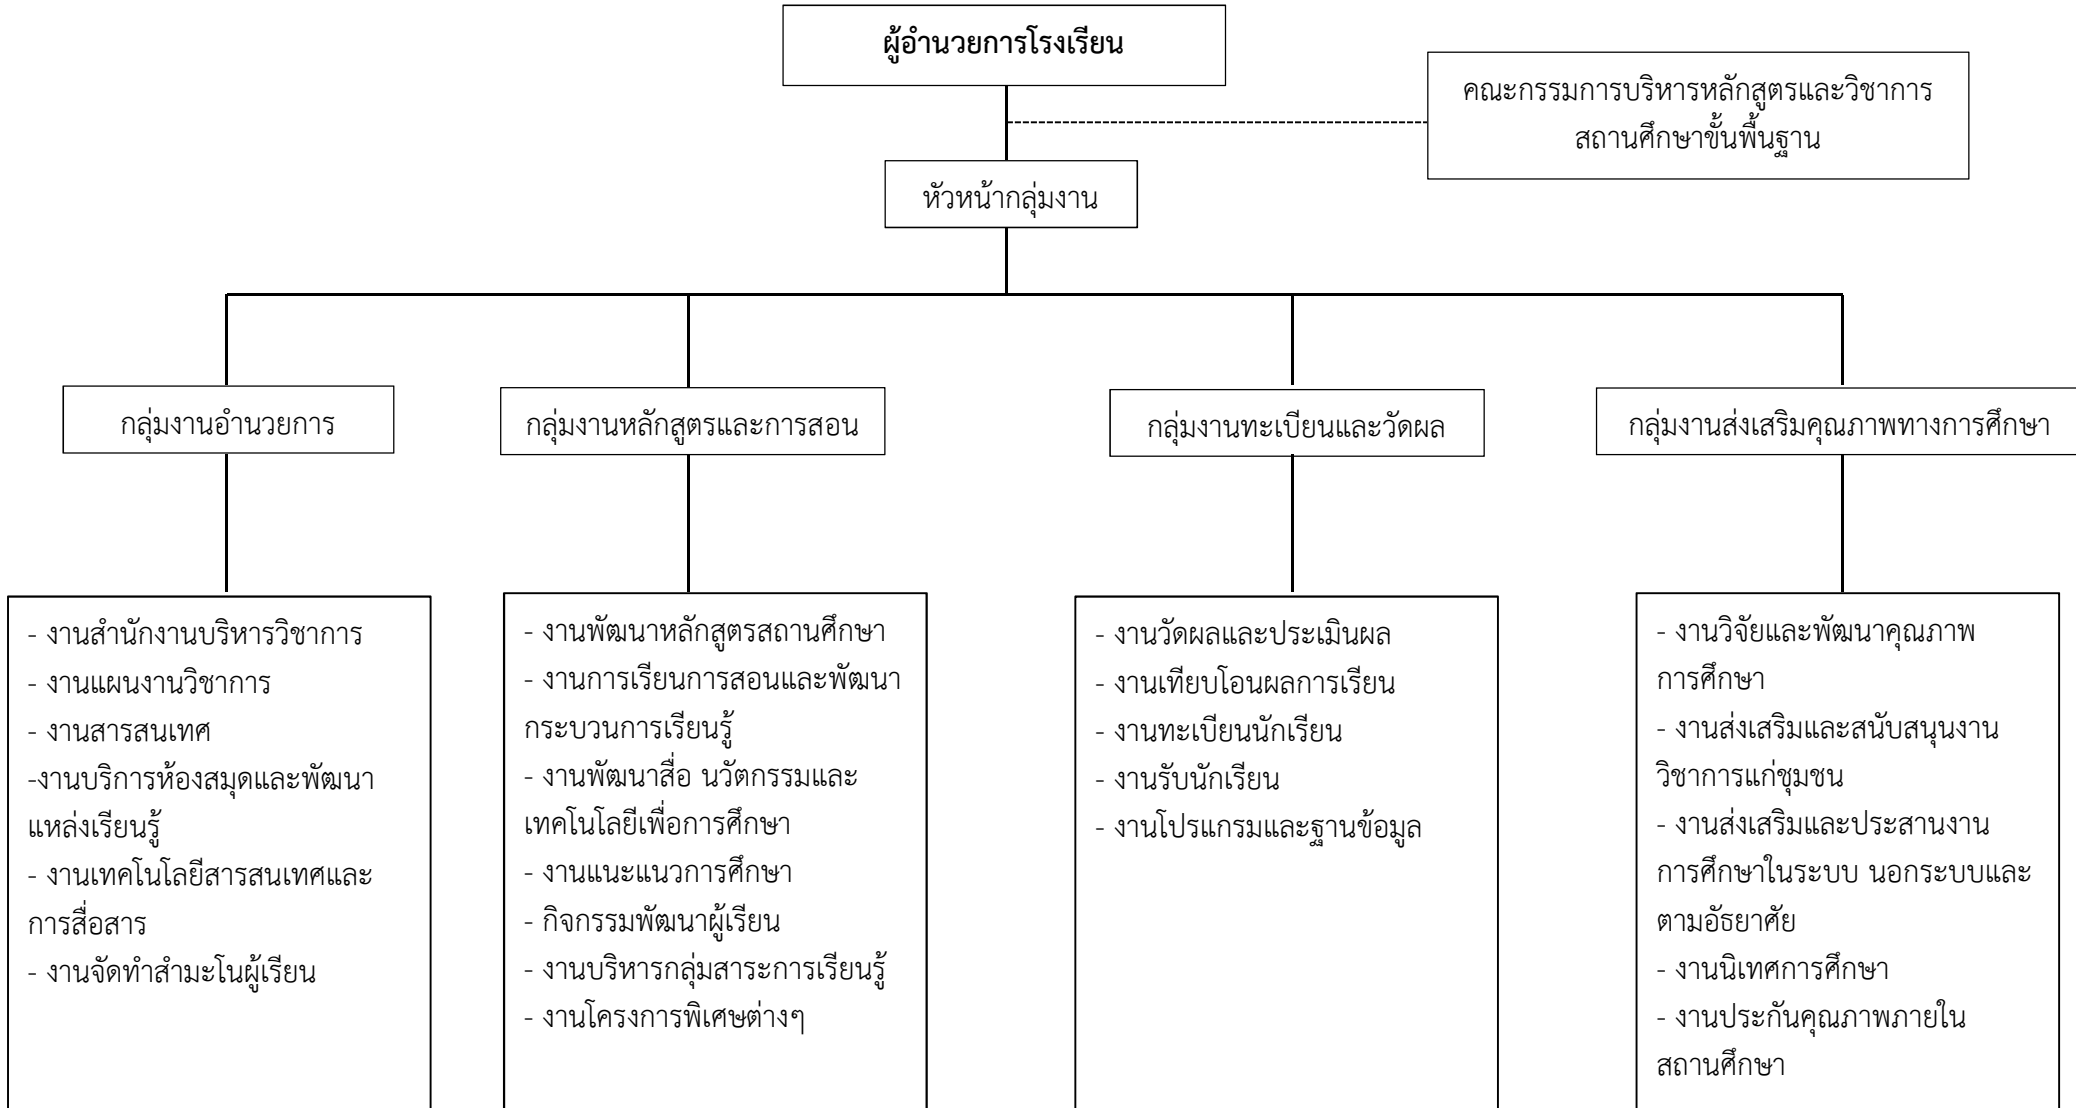 ผู้อำนวยการโรงเรียน
คณะกรรมการบริหารหลักสูตรและวิชาการ
สถานศึกษาขั้นพื้นฐาน
หัวหน้ากลุ่มงาน
กลุ่มงานอำนวยการ
กลุ่มงานหลักสูตรและการสอน
กลุ่มงานทะเบียนและวัดผล
กลุ่มงานส่งเสริมคุณภาพทางการศึกษา
- งานสำนักงานบริหารวิชาการ
- งานแผนงานวิชาการ
- งานสารสนเทศ
-งานบริการห้องสมุดและพัฒนา
แหล่งเรียนรู้
- งานเทคโนโลยีสารสนเทศและ
การสื่อสาร
- งานจัดทำสำมะโนผู้เรียน
- งานพัฒนาหลักสูตรสถานศึกษา
- งานการเรียนการสอนและพัฒนา
กระบวนการเรียนรู้
- งานพัฒนาสื่อ นวัตกรรมและ
เทคโนโลยีเพื่อการศึกษา
- งานแนะแนวการศึกษา
- กิจกรรมพัฒนาผู้เรียน
- งานบริหารกลุ่มสาระการเรียนรู้
- งานโครงการพิเศษต่างๆ
- งานวัดผลและประเมินผล
- งานเทียบโอนผลการเรียน
- งานทะเบียนนักเรียน
- งานรับนักเรียน
- งานโปรแกรมและฐานข้อมูล
- งานวิจัยและพัฒนาคุณภาพ
การศึกษา
- งานส่งเสริมและสนับสนุนงาน
วิชาการแก่ชุมชน
- งานส่งเสริมและประสานงาน
การศึกษาในระบบ นอกระบบและ
ตามอัธยาศัย
- งานนิเทศการศึกษา
- งานประกันคุณภาพภายใน
สถานศึกษา